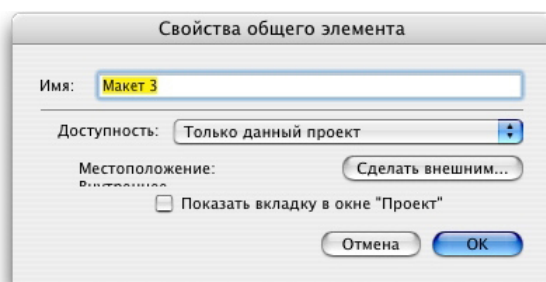 Свойства общего элемента
Имя: Макет 3
Доступность: Только данный проект
Местоположение: Сделать внешним...
Показать вкладку в окне "Проект"
Отмена OK